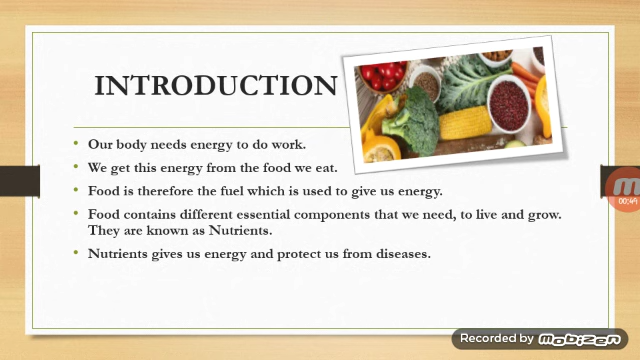 INTRODUCTION
• Our body needs energy to do work.
• We get this energy from the food we eat.
• Food is therefore the fuel which is used to give us energy.
• Food contains different essential components that we need, to live and grow.
They are known as Nutrients.
• Nutrients gives us energy and protect us from diseases.
00:49
Recorded by mobizen